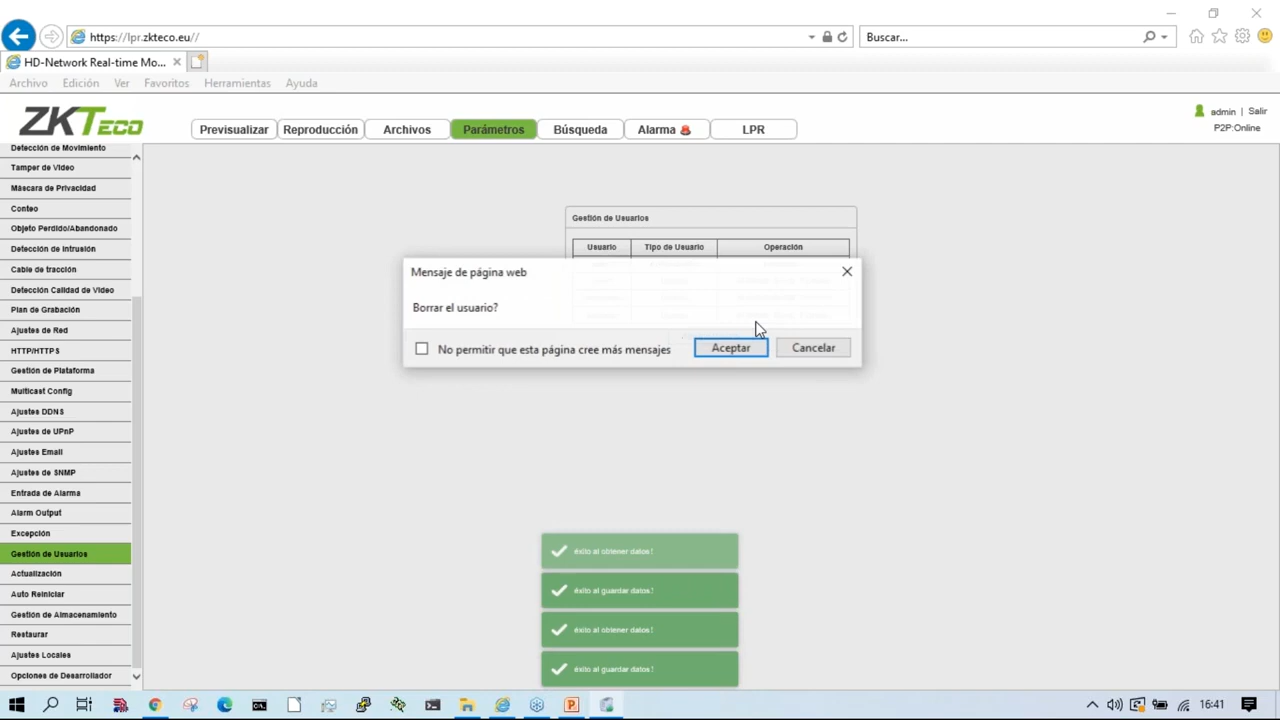 https://lpr.zkteco.eu//
Buscar...
HD-Network Real-time Mo...
Archivo Edición Ver Favoritos Herramientas Ayuda
ZKTeco
Previsualizar Reproducción Archivos Parámetros Búsqueda Alarma LPR
admin | Salir
P2P:Online
Detección de Movimiento
Tamper de Video
Máscara de Privacidad
Conteo
Objeto Perdido/Abandonado
Detección de Intrusión
Cable de tracción
Detección Calidad de Video
Plan de Grabación
Ajustes de Red
HTTP/HTTPS
Gestión de Plataforma
Multicast Config
Ajustes DDNS
Ajustes de UPnP
Ajustes Email
Ajustes de SNMP
Entrada de Alarma
Alarm Output
Excepción
Gestión de Usuarios
Actualización
Auto Reiniciar
Gestión de Almacenamiento
Restaurar
Ajustes Locales
Opciones de Desarrollador
Gestión de Usuarios
Usuario Tipo de Usuario Operación
Mensaje de página web
Borrar el usuario?
No permitir que esta página cree más mensajes
Aceptar Cancelar
éxito al obtener datos!
éxito al guardar datos!
éxito al obtener datos!
éxito al guardar datos!
16:41